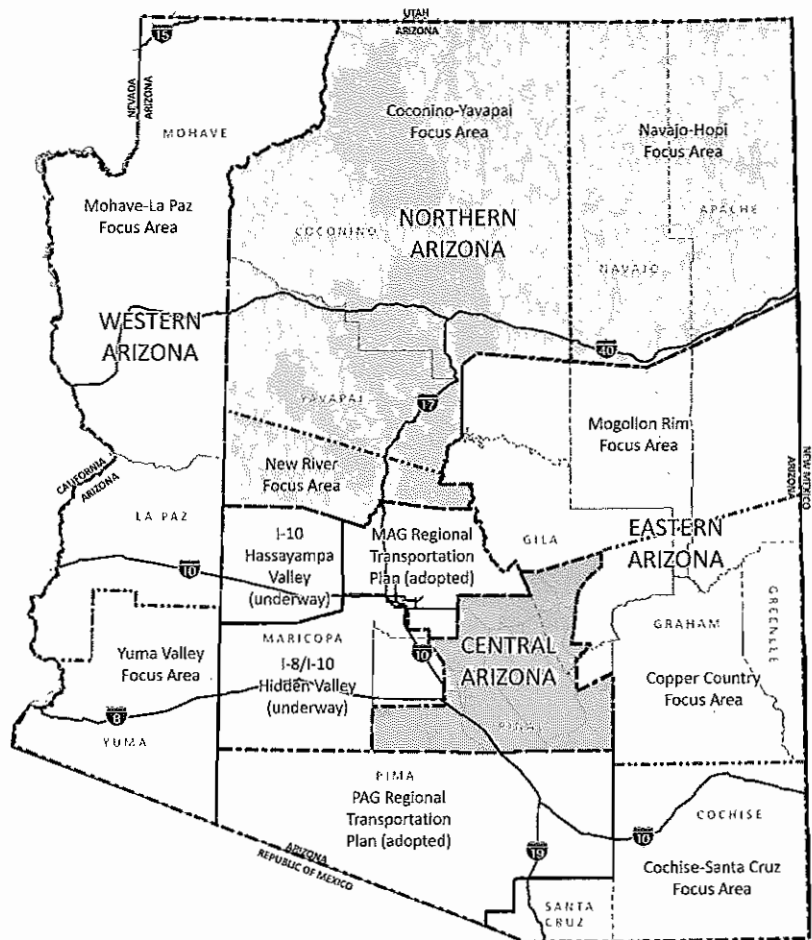 UTAH
ARIZONA
15
NEVADA
ARIZONA
MOHAVE
Coconino-Yavapai
Focus Area
Navajo-Hopi
Focus Area
Mohave-La Paz
Focus Area
APACHE
COCONINO
NORTHERN
ARIZONA
NAVAJO
WESTERN
ARIZONA
40
YAVAPAI
17
Mogollon Rim
Focus Area
CALIFORNIA
ARIZONA
New River
Focus Area
ARIZONA
NEW MEXICO
LA PAZ
I-10
Hassayampa
Valley
(underway)
MAG Regional
Transportation
Plan (adopted)
GILA
EASTERN
ARIZONA
10
MARICOPA
GRAHAM
GREENLEE
Yuma Valley
Focus Area
I-8/I-10
Hidden Valley
(underway)
10
CENTRAL
ARIZONA
Copper Country
Focus Area
8
YUMA
PINAL
PIMA
PAG Regional
Transportation
Plan (adopted)
COCHISE
10
ARIZONA
REPUBLIC OF MEXICO
19
Cochise-Santa Cruz
Focus Area
SANTA
CRUZ